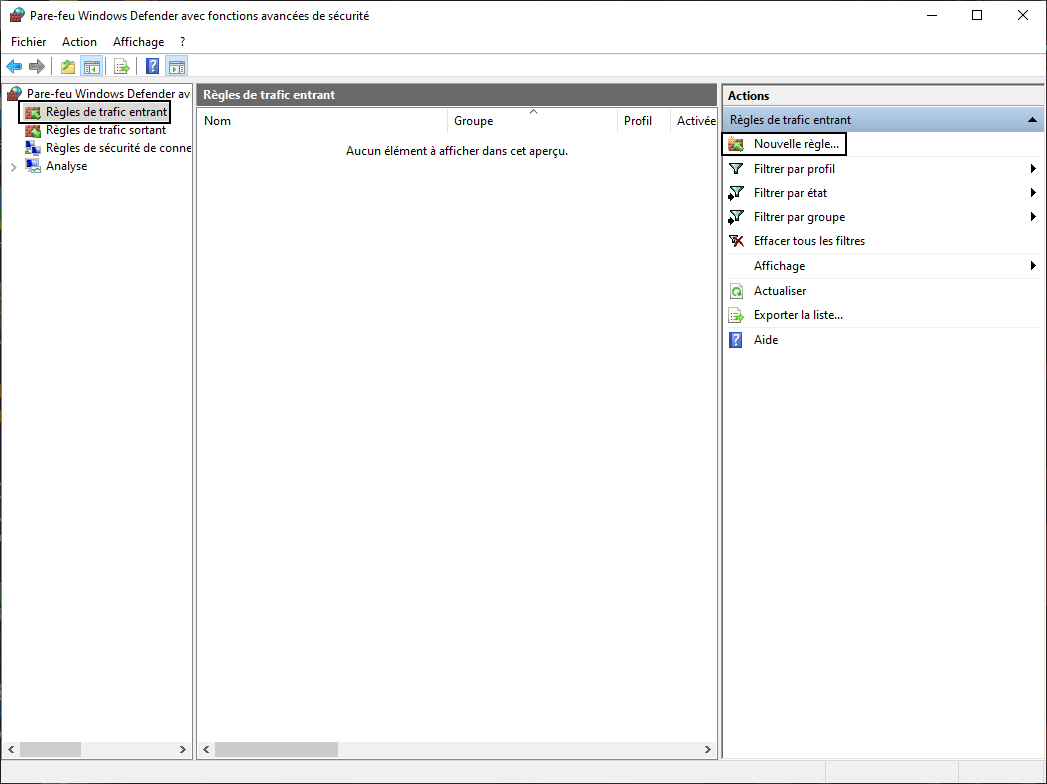 Pare-feu Windows Defender avec fonctions avancées de sécurité
Fichier Action Affichage ?
Pare-feu Windows Defender av
Règles de trafic entrant
Règles de trafic sortant
Règles de sécurité de conne
Analyse
Règles de trafic entrant
Nom Groupe Profil Activée
Aucun élément à afficher dans cet aperçu.
Actions
Règles de trafic entrant
Nouvelle règle...
Filtrer par profil
Filtrer par état
Filtrer par groupe
Effacer tous les filtres
Affichage
Actualiser
Exporter la liste...
Aide